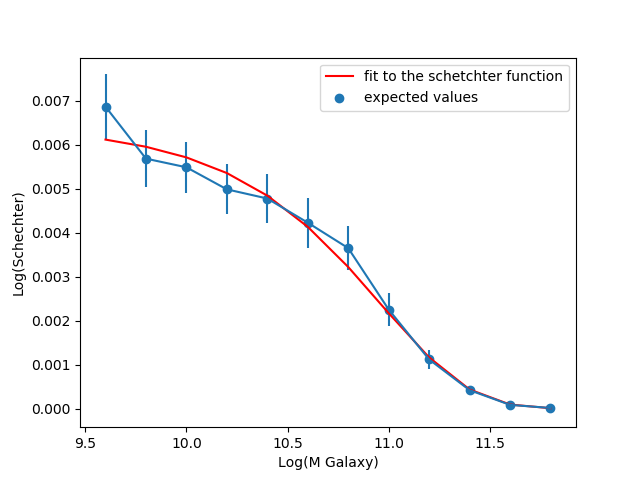 fit to the schetchter function
expected values
0.007
0.006
0.005
0.004
0.003
0.002
0.001
0.000
Log(Schechter)
9.5 10.0 10.5 11.0 11.5
Log(M Galaxy)